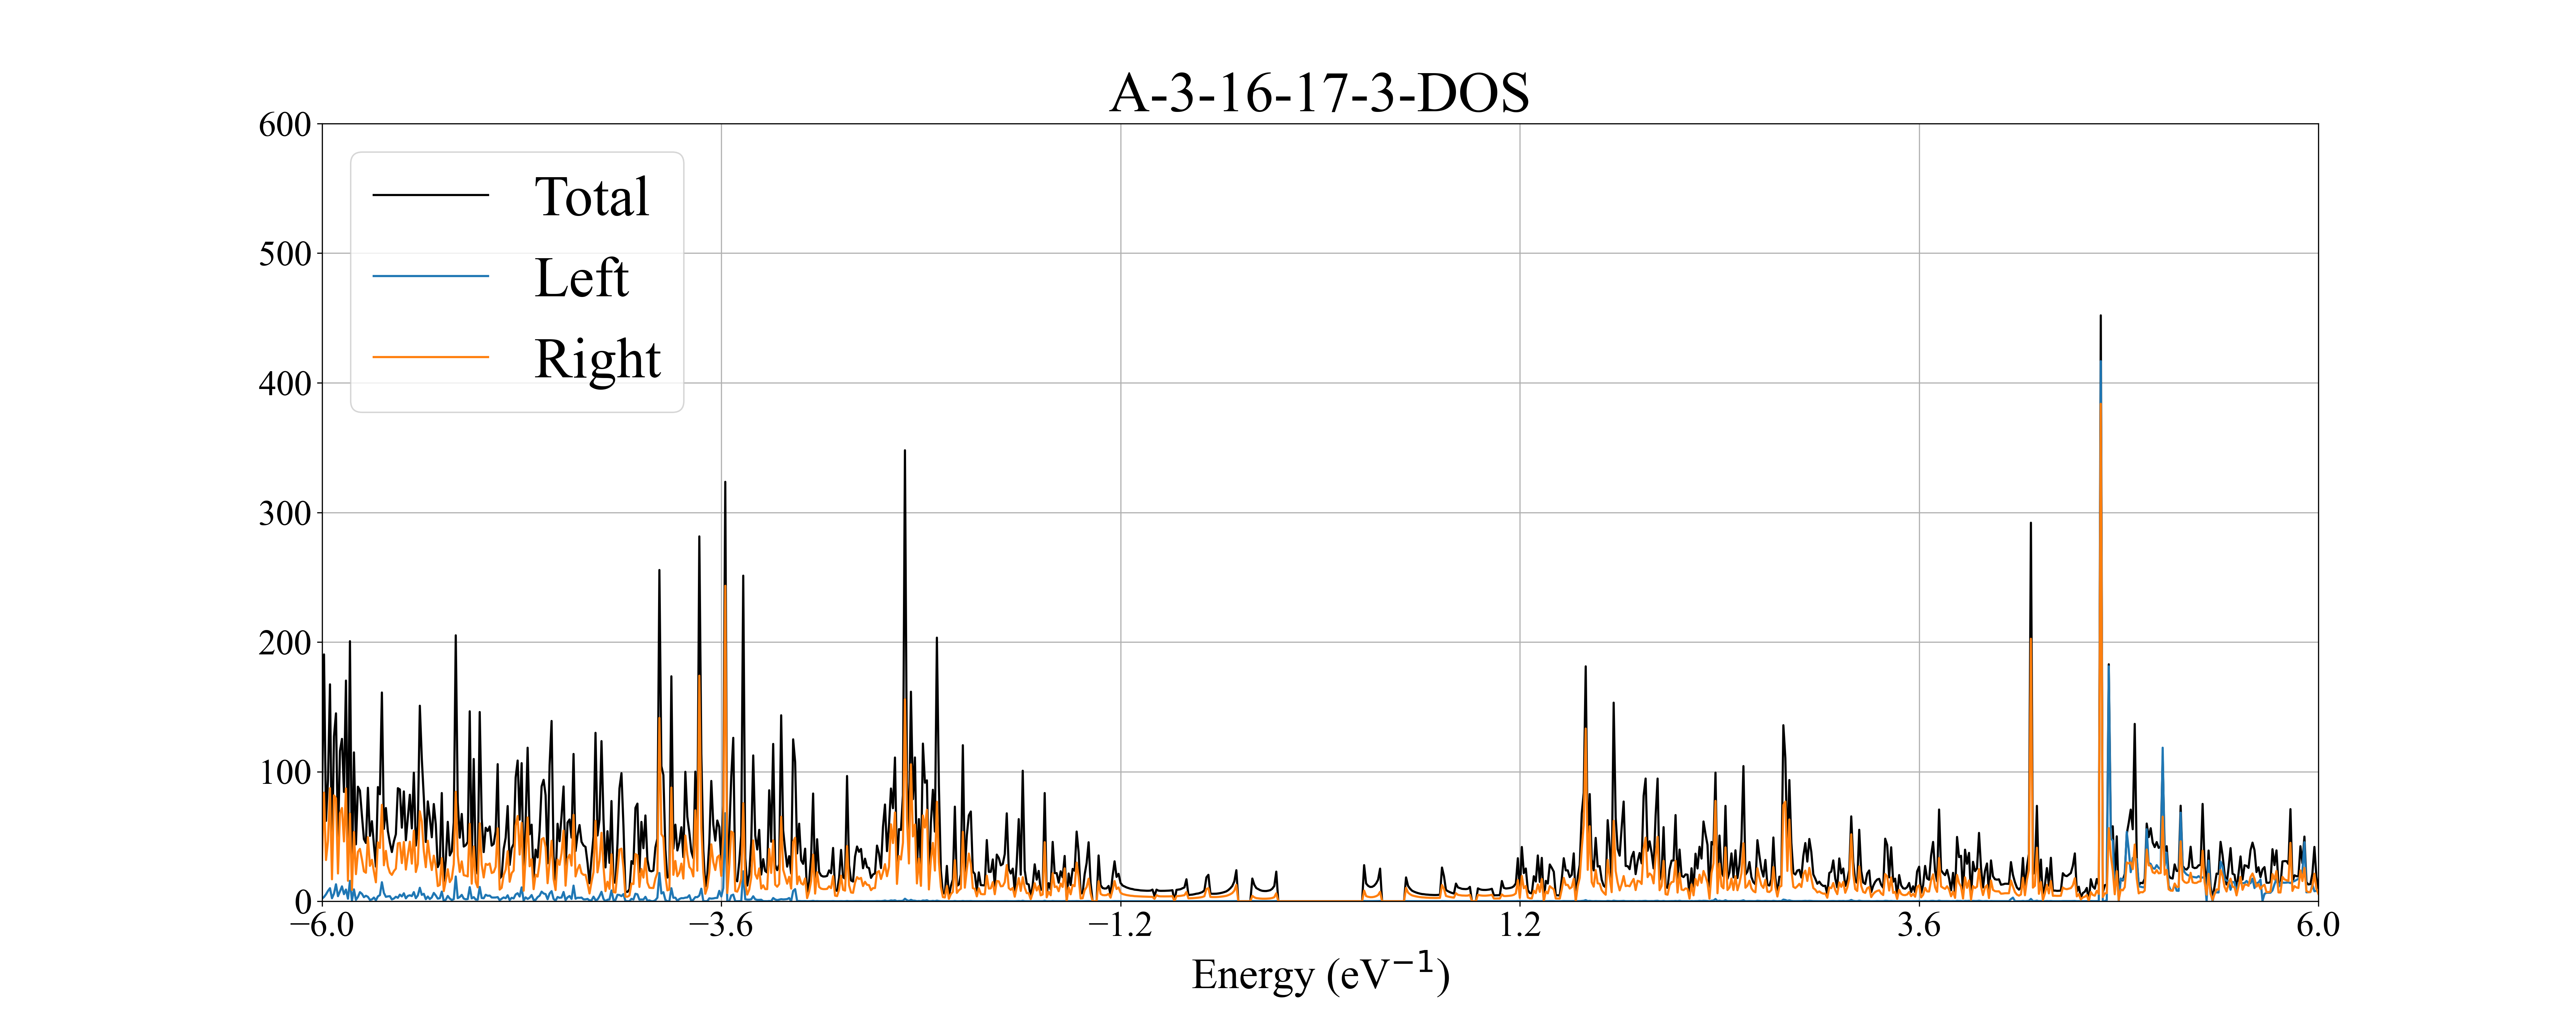 A-3-16-17-3-DOS
600
500
400
300
200
100
0
Total
Left
Right
−6.0 −3.6 −1.2 1.2 3.6 6.0
Energy (eV⁻¹)